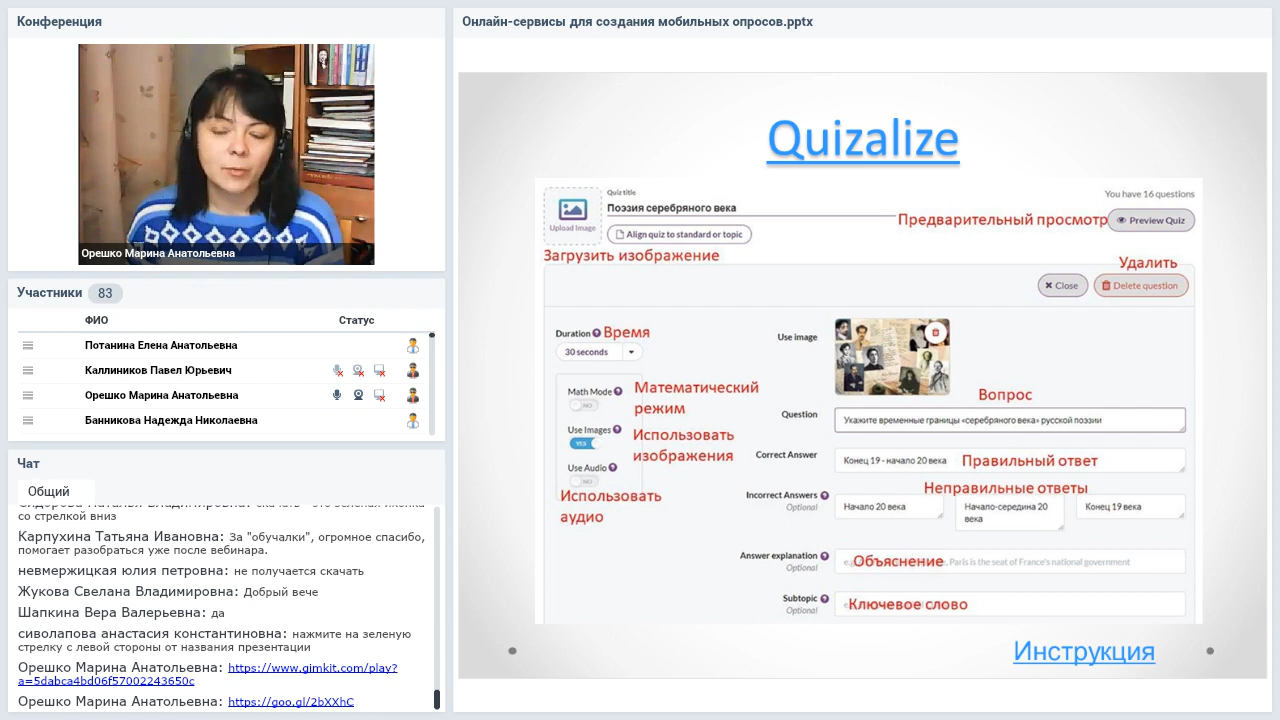 Конференция
Орешко Марина Анатольевна
Участники 83
ФИО Статус
Потанина Елена Анатольевна
Каллиников Павел Юрьевич
Орешко Марина Анатольевна
Банникова Надежда Николаевна
Чат
Общий
со стрелкой вниз
Карпухина Татьяна Ивановна: За "обучалки", огромное спасибо,
помогает разобраться уже после вебинара.
невмержицкая юлия петровна: не получается скачать
Жукова Свелана Владимировна: Добрый вече
Шапкина Вера Валерьевна: да
сиволапова анастасия константиновна: нажмите на зеленую
стрелку с левой стороны от названия презентации
Орешко Марина Анатольевна: https://www.gimkit.com/play?
a=5dabca4bd06f57002243650c
Орешко Марина Анатольевна: https://goo.gl/2bXXhC
Онлайн-сервисы для создания мобильных опросов.pptx
Quizalize
Quiz title
You have 16 questions
Поэзия серебряного века
Upload Image
Предварительный просмотр
Preview Quiz
Align quiz to standard or topic
Загрузить изображение
Удалить
Close
Delete question
Duration Время
30 seconds
Use image
Math Mode
NO
Математический
режим
Вопрос
Question
Укажите временные границы «серебряного века» русской поэзии
Use Images
YES
Использовать
изображения
Correct Answer
Конец 19 - начало 20 века
Правильный ответ
Use Audio
NO
Неправильные ответы
Использовать
аудио
Incorrect Answers
Optional
Начало 20 века
Начало-середина 20
века
Конец 19 века
Answer explanation
Optional
Объяснение
Paris is the seat of France's national government
Subtopic
Optional
Ключевое слово
Инструкция